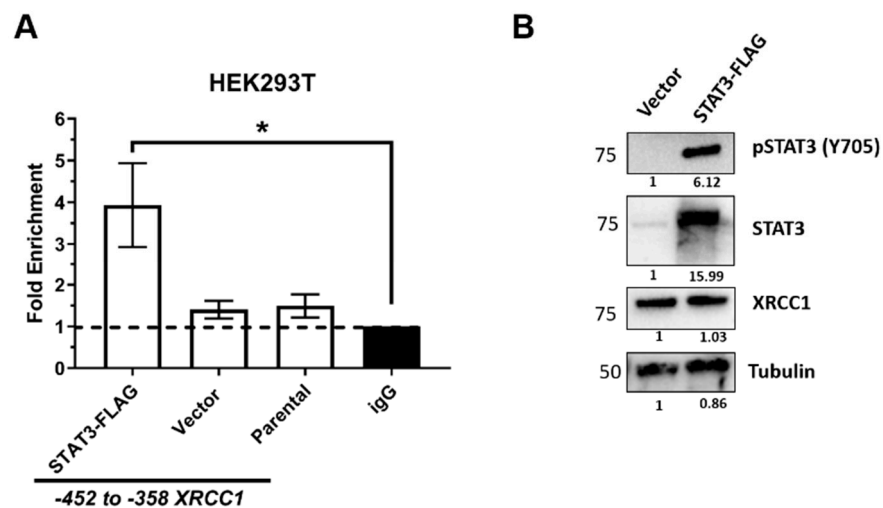 A
HEK293T
*
Fold Enrichment
6
5
4
3
2
1
0
STAT3-FLAG
Vector
Parental
igG
-452 to -358 XRCC1
B
Vector
STAT3-FLAG
75
pSTAT3 (Y705)
1 6.12
75
STAT3
1 15.99
75
XRCC1
1 1.03
50
Tubulin
1 0.86